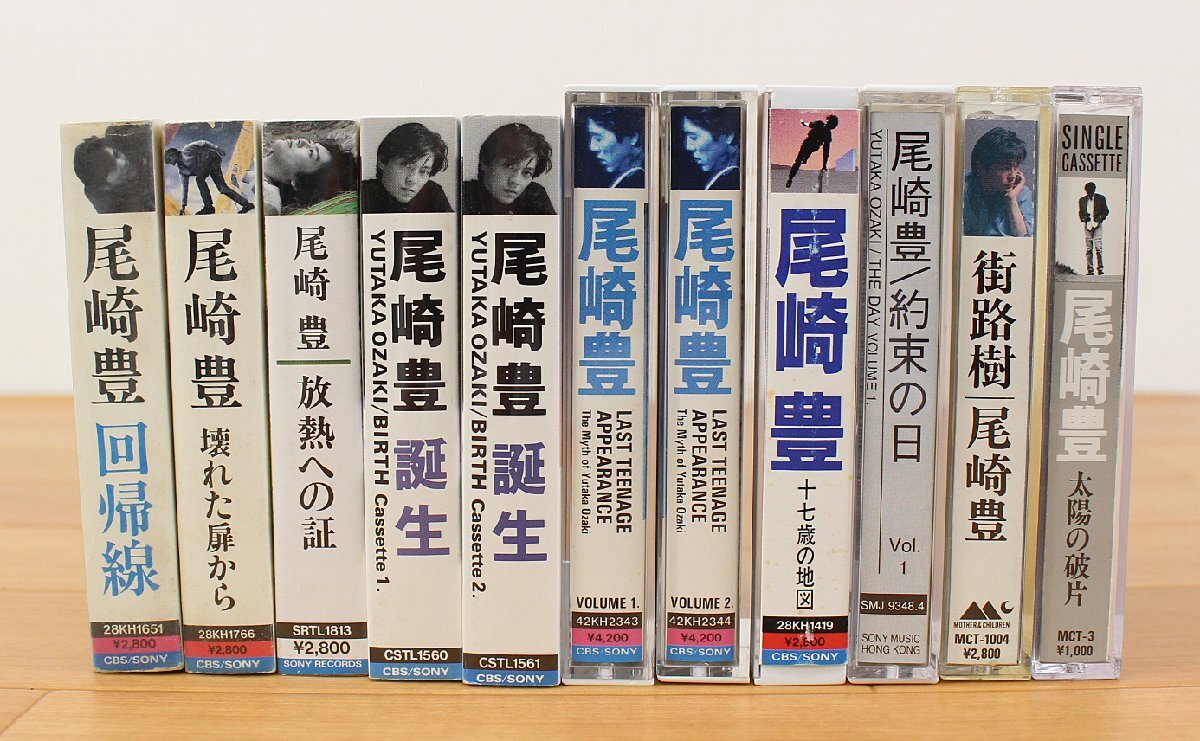 尾崎豊 回帰線
28KH1651
¥2,800
CBS/SONY
尾崎豊 壊れた扉から
28KH1766
¥2,800
CBS/SONY
尾崎豊
放熱への証
SRTL1813
¥2,800
SONY RECORDS
尾崎豊 誕生
YUTAKA OZAKI/BIRTH Cassette 1.
CSTL1560
CBS/SONY
尾崎豊 誕生
YUTAKA OZAKI/BIRTH Cassette 2.
CSTL1561
CBS/SONY
尾崎豊
LAST TEENAGE
APPEARANCE
The Myth of Yutaka Ozaki
VOLUME 1.
42KH2343
¥4,200
CBS/SONY
尾崎豊
LAST TEENAGE
APPEARANCE
The Myth of Yutaka Ozaki
VOLUME 2.
42KH2344
¥4,200
CBS/SONY
尾崎豊
十七歳の地図
28KH1419
¥2,800
CBS/SONY
尾崎豊/約束の日
YUTAKA OZAKI/THE DAY VOLUME 1.
Vol.
1
SMJ 9348.4
SONY MUSIC
HONG KONG
街路樹|尾崎豊
MOTHER&CHILDREN
MCT-1004
¥2,800
SINGLE
CASSETTE
尾崎豊
太陽の破片
MCT-3
¥1,000